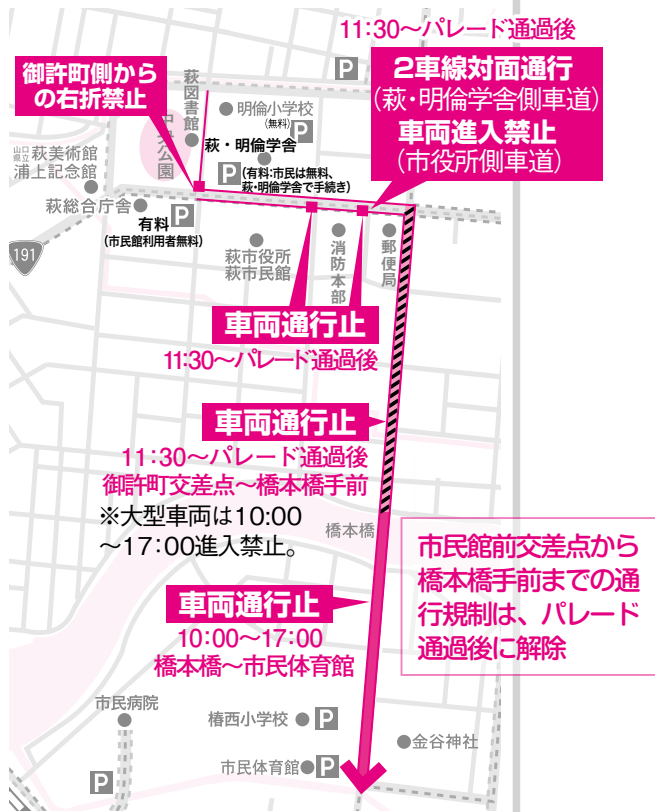 11:30〜パレード通過後
2車線対面通行
(萩・明倫学舎側車道)
車両進入禁止
(市役所側車道)
御許町側から
の右折禁止
P
萩図書館
明倫小学校
(無料)
P
中央公園
萩・明倫学舎
P
(有料:市民は無料、
萩・明倫学舎で手続き)
山口県立萩美術館
浦上記念館
萩総合庁舎
有料P
(市民館利用者無料)
191
萩市役所
萩市民館
消防本部
郵便局
車両通行止
11:30〜パレード通過後
車両通行止
11:30〜パレード通過後
御許町交差点〜橋本橋手前
※大型車両は10:00
〜17:00進入禁止。
橋本橋
市民館前交差点から
橋本橋手前までの通
行規制は、パレード
通過後に解除
車両通行止
10:00〜17:00
橋本橋〜市民体育館
市民病院
椿西小学校 P
金谷神社
市民体育館 P
P